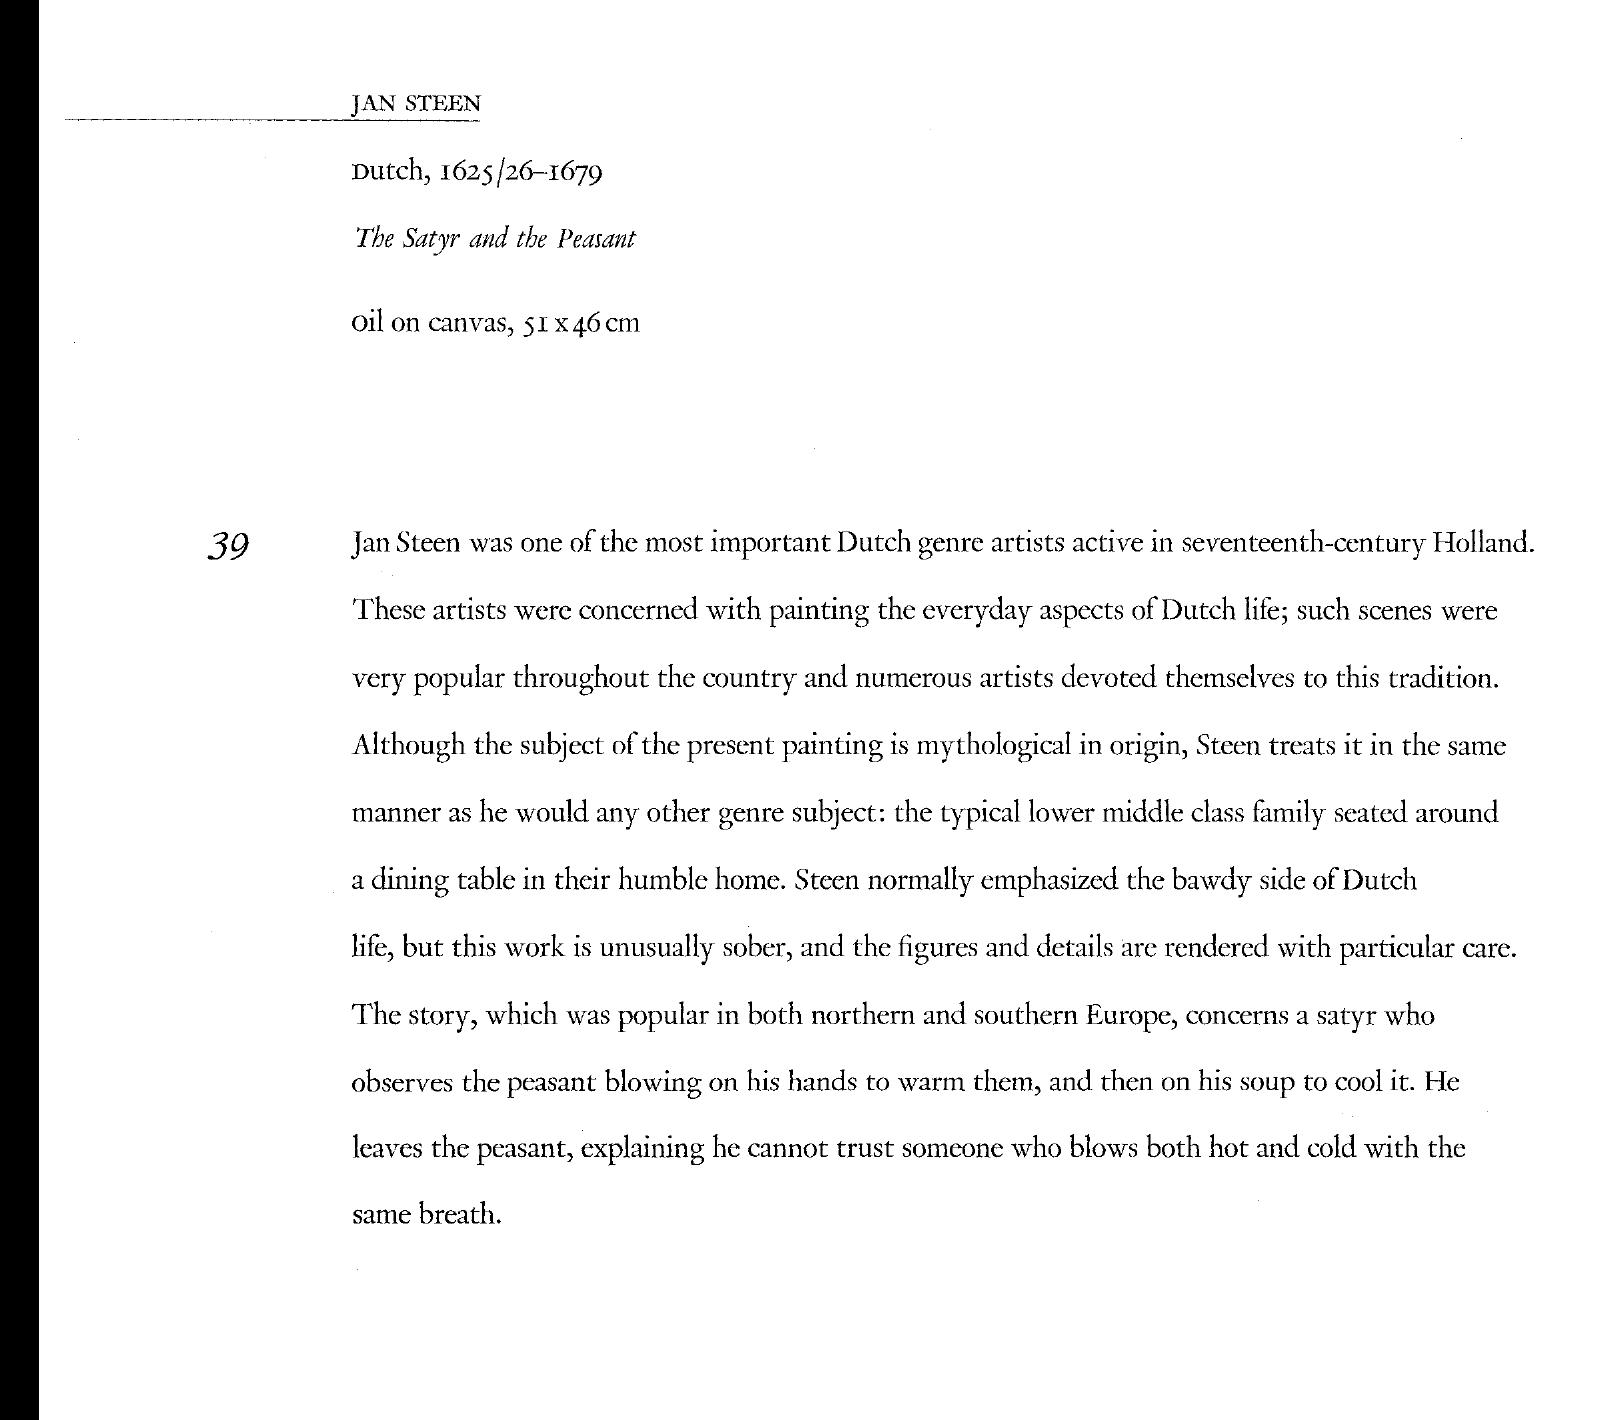 JAN STEEN
Dutch, 1625/26–1679
The Satyr and the Peasant
Oil on canvas, 51 x 46 cm
39
Jan Steen was one of the most important Dutch genre artists active in seventeenth-century Holland.
These artists were concerned with painting the everyday aspects of Dutch life; such scenes were
very popular throughout the country and numerous artists devoted themselves to this tradition.
Although the subject of the present painting is mythological in origin, Steen treats it in the same
manner as he would any other genre subject: the typical lower middle class family seated around
a dining table in their humble home. Steen normally emphasized the bawdy side of Dutch
life, but this work is unusually sober, and the figures and details are rendered with particular care.
The story, which was popular in both northern and southern Europe, concerns a satyr who
observes the peasant blowing on his hands to warm them, and then on his soup to cool it. He
leaves the peasant, explaining he cannot trust someone who blows both hot and cold with the
same breath.